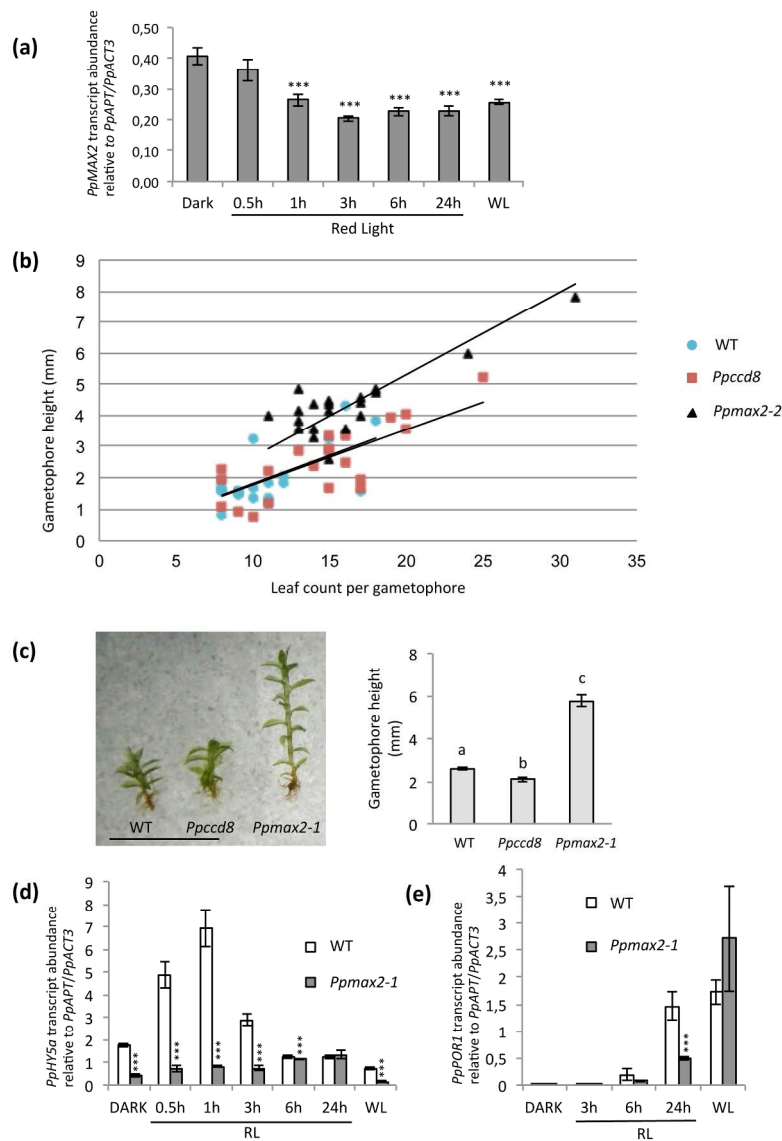 (a)
PpMAX2 transcript abundance
relative to PpAPT/PpACT3
0,50
0,40
0,30
0,20
0,10
0,00
*** *** *** *** ***
Dark 0.5h 1h 3h 6h 24h WL
Red Light
(b)
Gametophore height (mm)
9
8
7
6
5
4
3
2
1
0
0 5 10 15 20 25 30 35
Leaf count per gametophore
WT
Ppccd8
Ppmax2-2
(c)
WT Ppccd8 Ppmax2-1
Gametophore height
(mm)
8
6
4
2
0
a b c
WT Ppccd8 Ppmax2-1
(d)
PpHY5a transcript abundance
relative to PpAPT/PpACT3
9
8
7
6
5
4
3
2
1
0
WT
Ppmax2-1
*** *** *** *** *** ***
DARK 0.5h 1h 3h 6h 24h WL
RL
(e)
PpPOR1 transcript abundance
relative to PpAPT/PpACT3
4
3,5
3
2,5
2
1,5
1
0,5
0
WT
Ppmax2-1
***
DARK 3h 6h 24h WL
RL